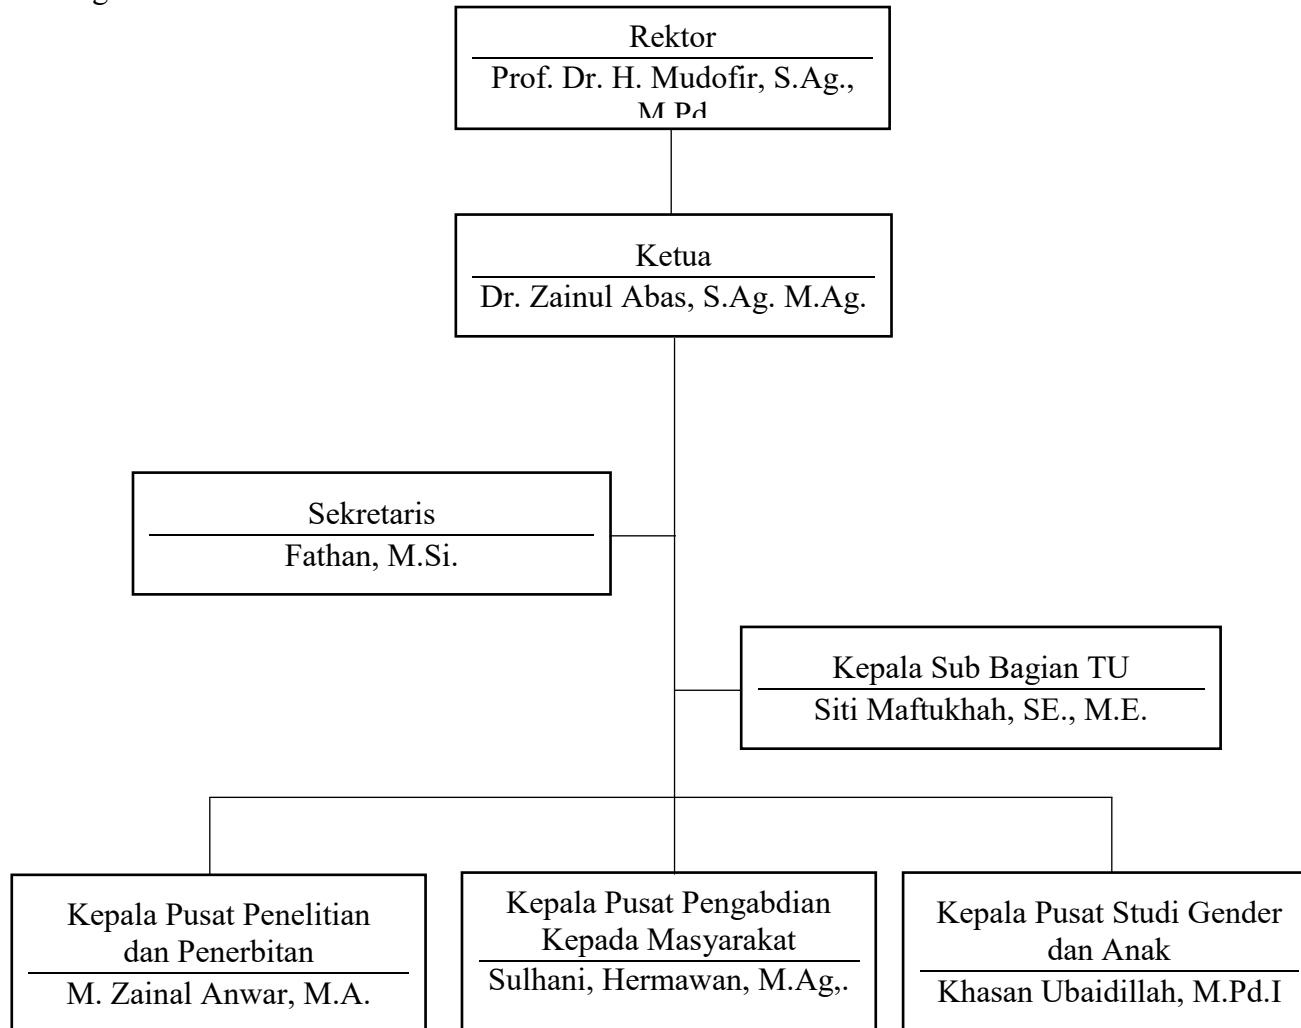 Rektor
Prof. Dr. H. Mudofir, S.Ag.,
M.Pd
Ketua
Dr. Zainul Abas, S.Ag. M.Ag.
Sekretaris
Fathan, M.Si.
Kepala Sub Bagian TU
Siti Maftukhah, SE., M.E.
Kepala Pusat Penelitian
dan Penerbitan
M. Zainal Anwar, M.A.
Kepala Pusat Pengabdian
Kepada Masyarakat
Sulhani, Hermawan, M.Ag,.
Kepala Pusat Studi Gender
dan Anak
Khasan Ubaidillah, M.Pd.I